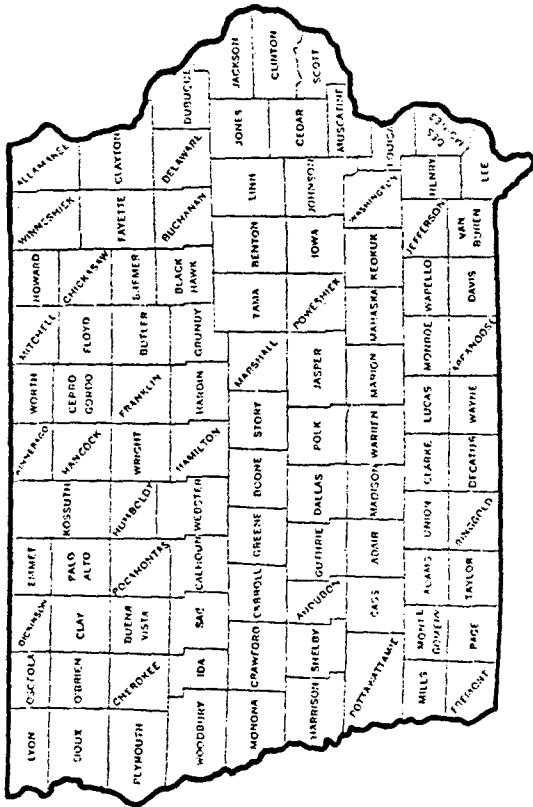 LYON
OSCEOLA
DICKINSON
EMMET
WINNEBAGO
WORTH
MITCHELL
HOWARD
WINNESHIEK
ALLAMAKEE
SIOUX
O'BRIEN
CLAY
PALO
ALTO
KOSSUTH
HANCOCK
CERRO
GORDO
FLOYD
CHICKASAW
FAYETTE
CLAYTON
PLYMOUTH
CHEROKEE
BUENA
VISTA
POCAHONTAS
HUMBOLDT
WRIGHT
FRANKLIN
BUTLER
BREMER
WOODBURY
IDA
SAC
CALHOUN
WEBSTER
HAMILTON
HARDIN
GRUNDY
BLACK
HAWK
BUCHANAN
DELAWARE
DUBUQUE
MONONA
CRAWFORD
CARROLL
GREENE
BOONE
STORY
MARSHALL
TAMA
BENTON
LINN
JONES
JACKSON
CLINTON
HARRISON
SHELBY
AUDUBON
GUTHRIE
DALLAS
POLK
JASPER
POWESHIEK
IOWA
JOHNSON
CEDAR
SCOTT
MUSCATINE
POTTAWATTAMIE
CASS
ADAIR
MADISON
WARREN
MARION
MAHASKA
KEOKUK
WASHINGTON
LOUISA
MILLS
MONT
GOMERY
ADAMS
UNION
CLARKE
LUCAS
MONROE
WAPELLO
JEFFERSON
HENRY
DES
MOINES
FREMONT
PAGE
TAYLOR
RINGGOLD
DECATUR
WAYNE
APPANOOSE
DAVIS
VAN
BUREN
LEE